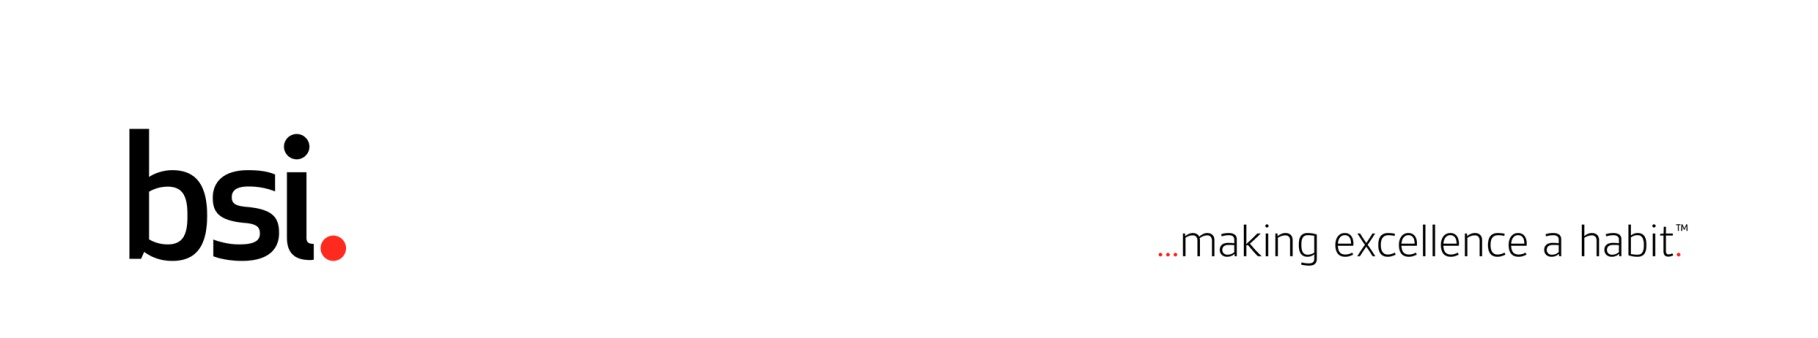 bsi.
...making excellence a habit.™